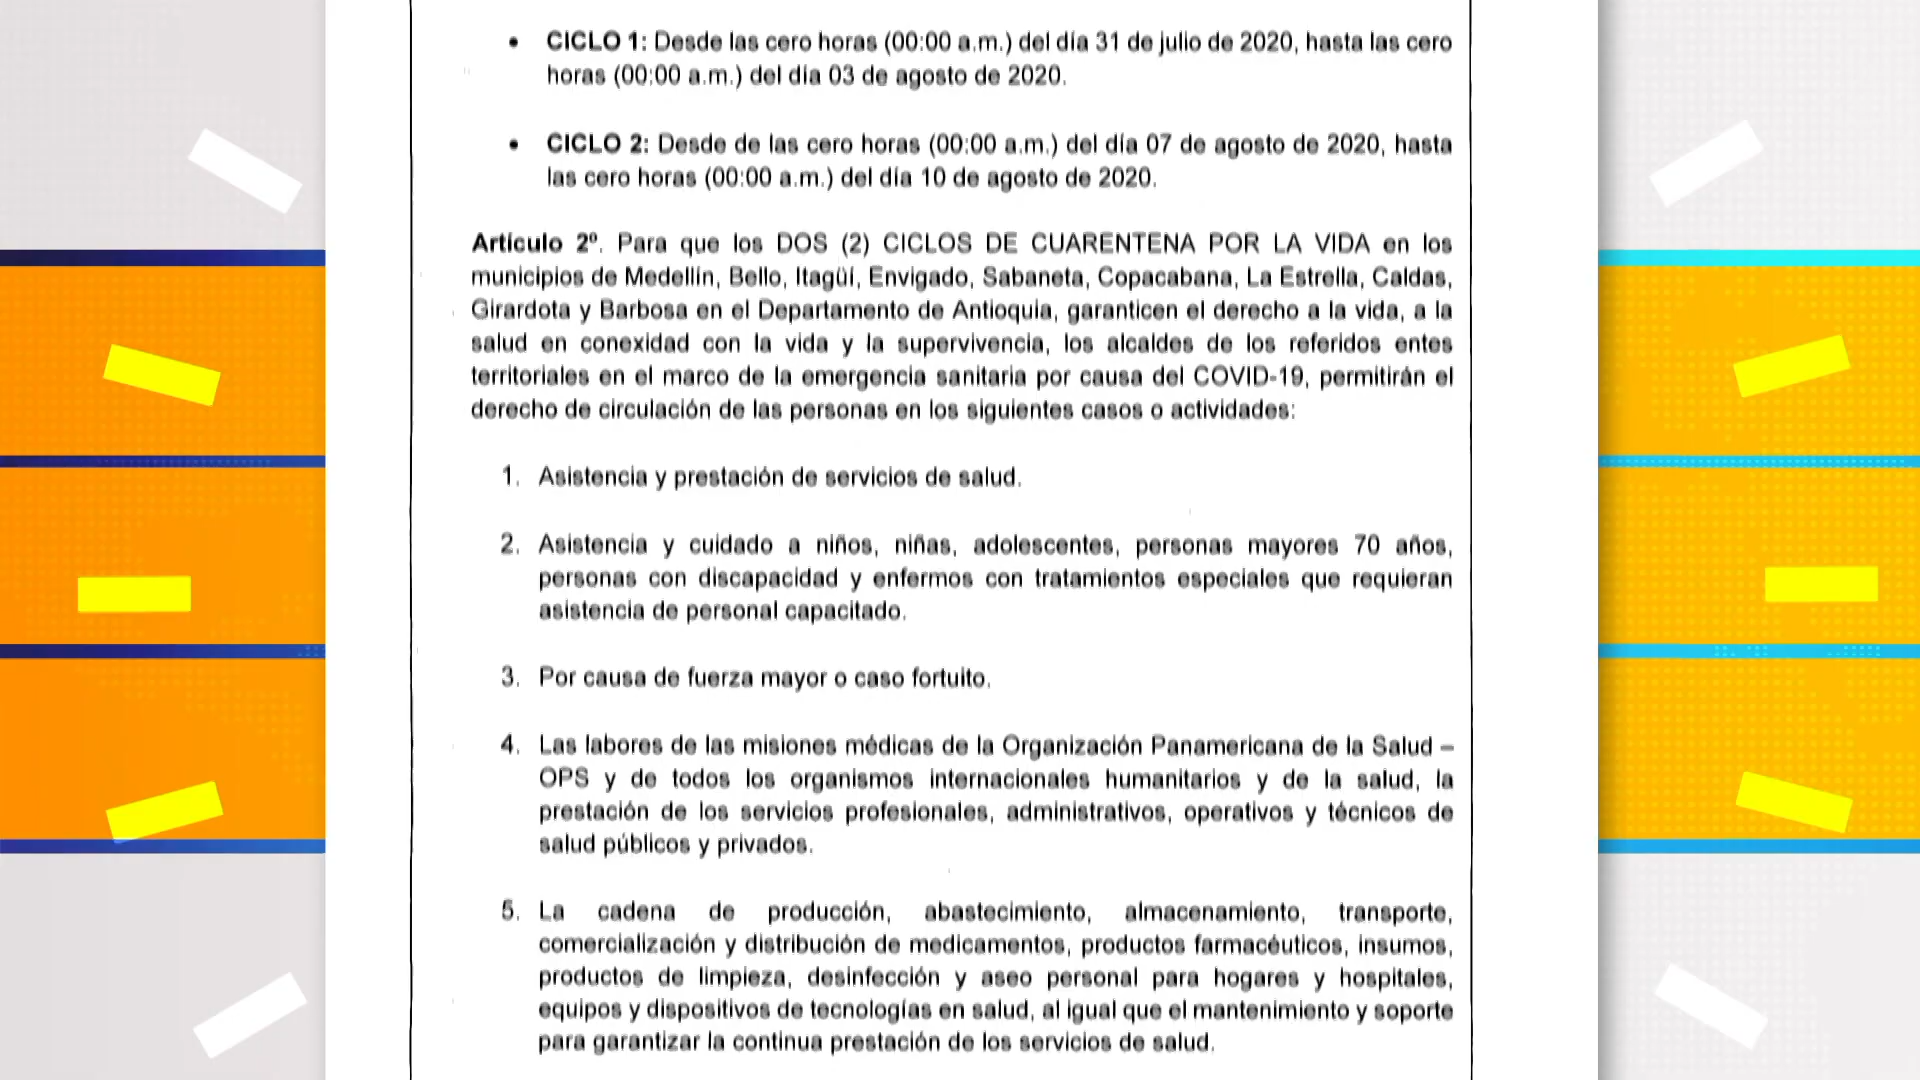 • CICLO 1: Desde las cero horas (00:00 a.m.) del día 31 de julio de 2020, hasta las cero
horas (00:00 a.m.) del día 03 de agosto de 2020.
• CICLO 2: Desde de las cero horas (00:00 a.m.) del día 07 de agosto de 2020, hasta
las cero horas (00:00 a.m.) del día 10 de agosto de 2020.
Artículo 2º. Para que los DOS (2) CICLOS DE CUARENTENA POR LA VIDA en los
municipios de Medellín, Bello, Itagüí, Envigado, Sabaneta, Copacabana, La Estrella, Caldas,
Girardota y Barbosa en el Departamento de Antioquia, garanticen el derecho a la vida, a la
salud en conexidad con la vida y la supervivencia, los alcaldes de los referidos entes
territoriales en el marco de la emergencia sanitaria por causa del COVID-19, permitirán el
derecho de circulación de las personas en los siguientes casos o actividades:
1. Asistencia y prestación de servicios de salud.
2. Asistencia y cuidado a niños, niñas, adolescentes, personas mayores 70 años,
personas con discapacidad y enfermos con tratamientos especiales que requieran
asistencia de personal capacitado.
3. Por causa de fuerza mayor o caso fortuito.
4. Las labores de las misiones médicas de la Organización Panamericana de la Salud –
OPS y de todos los organismos internacionales humanitarios y de la salud, la
prestación de los servicios profesionales, administrativos, operativos y técnicos de
salud públicos y privados.
5. La cadena de producción, abastecimiento, almacenamiento, transporte,
comercialización y distribución de medicamentos, productos farmacéuticos, insumos,
productos de limpieza, desinfección y aseo personal para hogares y hospitales,
equipos y dispositivos de tecnologías en salud, al igual que el mantenimiento y soporte
para garantizar la continua prestación de los servicios de salud.